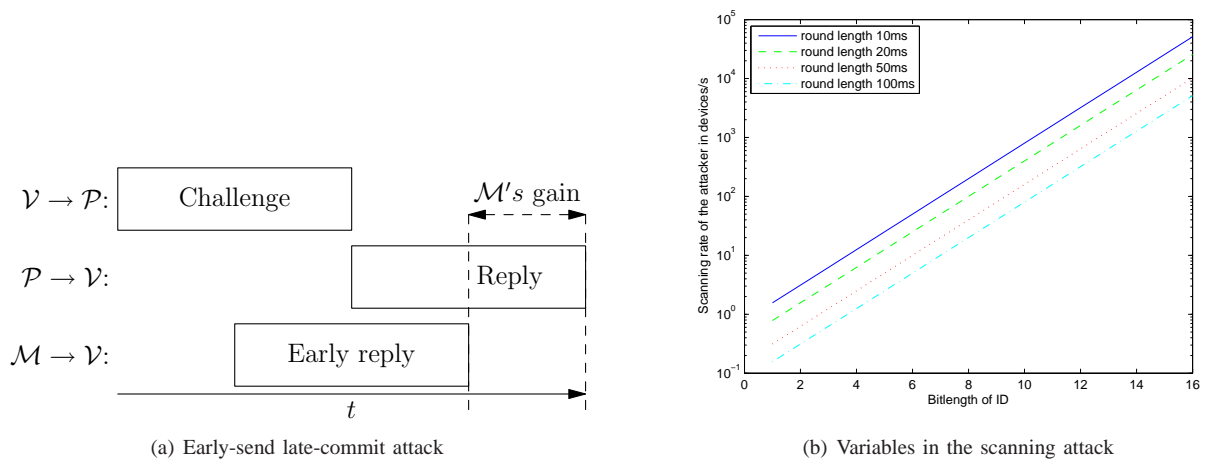 𝒱 → 𝒫:
Challenge
ℳ's gain
𝒫 → 𝒱:
Reply
ℳ → 𝒱:
Early reply
t
(a) Early-send late-commit attack
Scanning rate of the attacker in devices/s
10^5
10^4
10^3
10^2
10^1
10^0
10^-1
round length 10ms
round length 20ms
round length 50ms
round length 100ms
0 2 4 6 8 10 12 14 16
Bitlength of ID
(b) Variables in the scanning attack